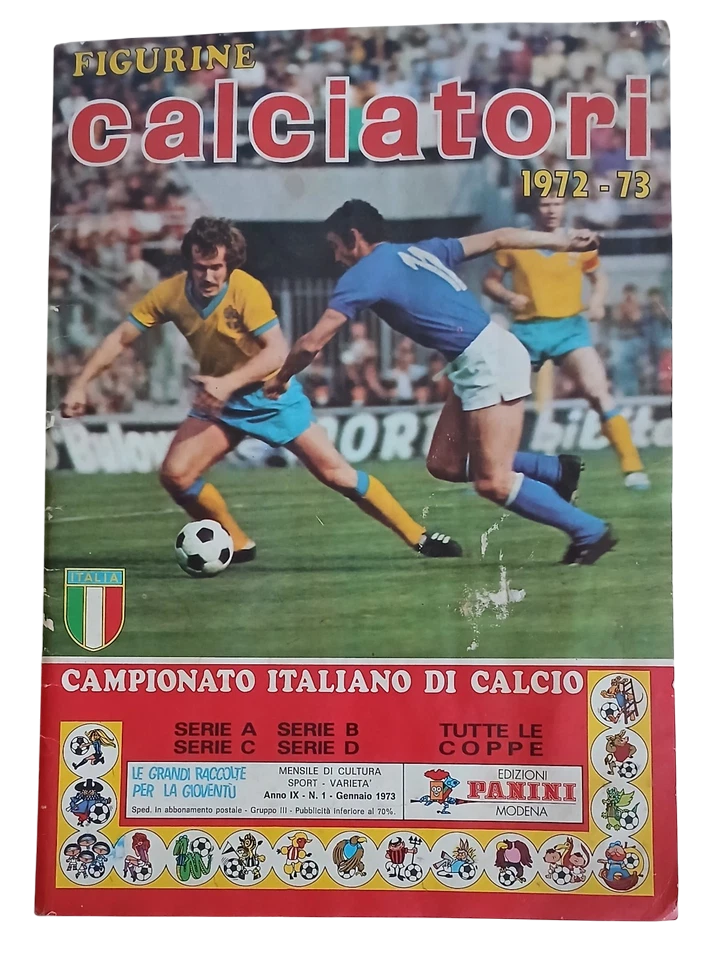 FIGURINE
calciatori
1972-73
ITALIA
CAMPIONATO ITALIANO DI CALCIO
SERIE A SERIE B
SERIE C SERIE D
TUTTE LE
COPPE
LE GRANDI RACCOLTE
PER LA GIOVENTÙ
MENSILE DI CULTURA
SPORT - VARIETA'
Anno IX - N. 1 - Gennaio 1973
Sped. in abbonamento postale - Gruppo III - Pubblicità inferiore al 70%.
EDIZIONI
PANINI
MODENA